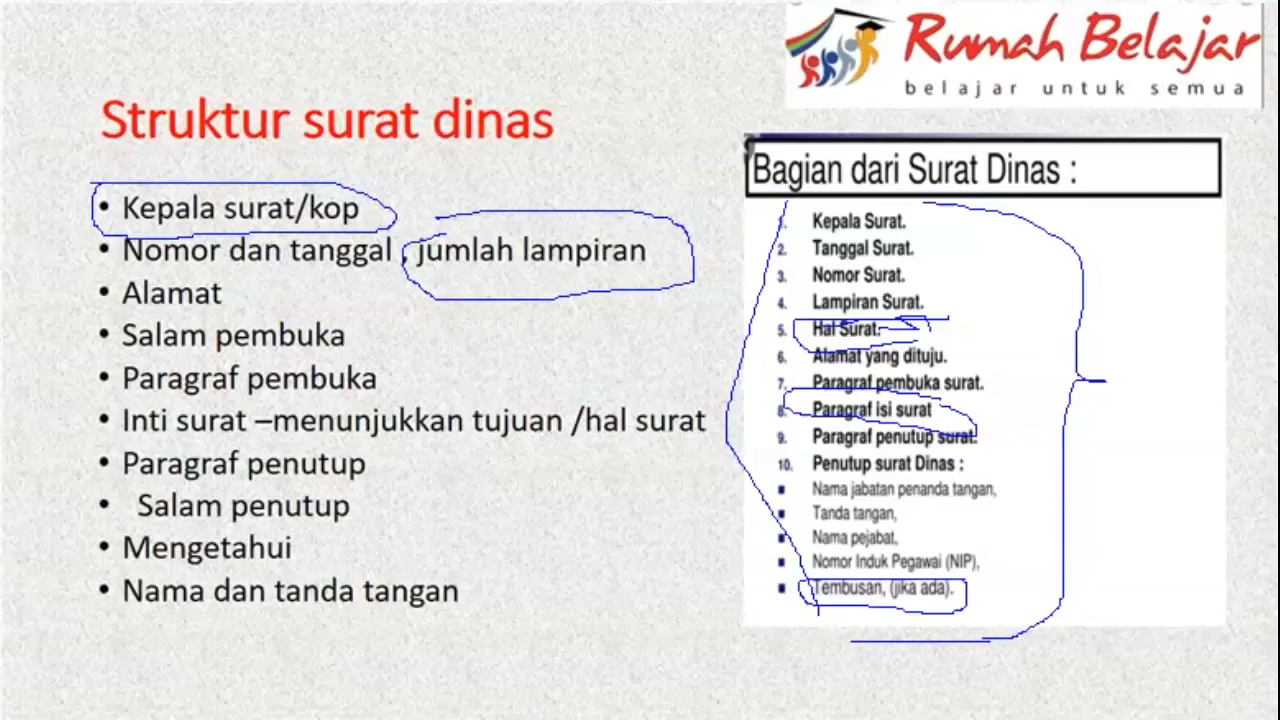 Rumah Belajar
belajar untuk semua
Struktur surat dinas
• Kepala surat/kop
• Nomor dan tanggal , jumlah lampiran
• Alamat
• Salam pembuka
• Paragraf pembuka
• Inti surat –menunjukkan tujuan /hal surat
• Paragraf penutup
• Salam penutup
• Mengetahui
• Nama dan tanda tangan
Bagian dari Surat Dinas :
1. Kepala Surat.
2. Tanggal Surat.
3. Nomor Surat.
4. Lampiran Surat.
5. Hal Surat.
6. Alamat yang dituju.
7. Paragraf pembuka surat.
8. Paragraf isi surat
9. Paragraf penutup surat.
10. Penutup surat Dinas :
▪ Nama jabatan penanda tangan,
▪ Tanda tangan,
▪ Nama pejabat,
▪ Nomor Induk Pegawai (NIP),
▪ Tembusan, (jika ada).